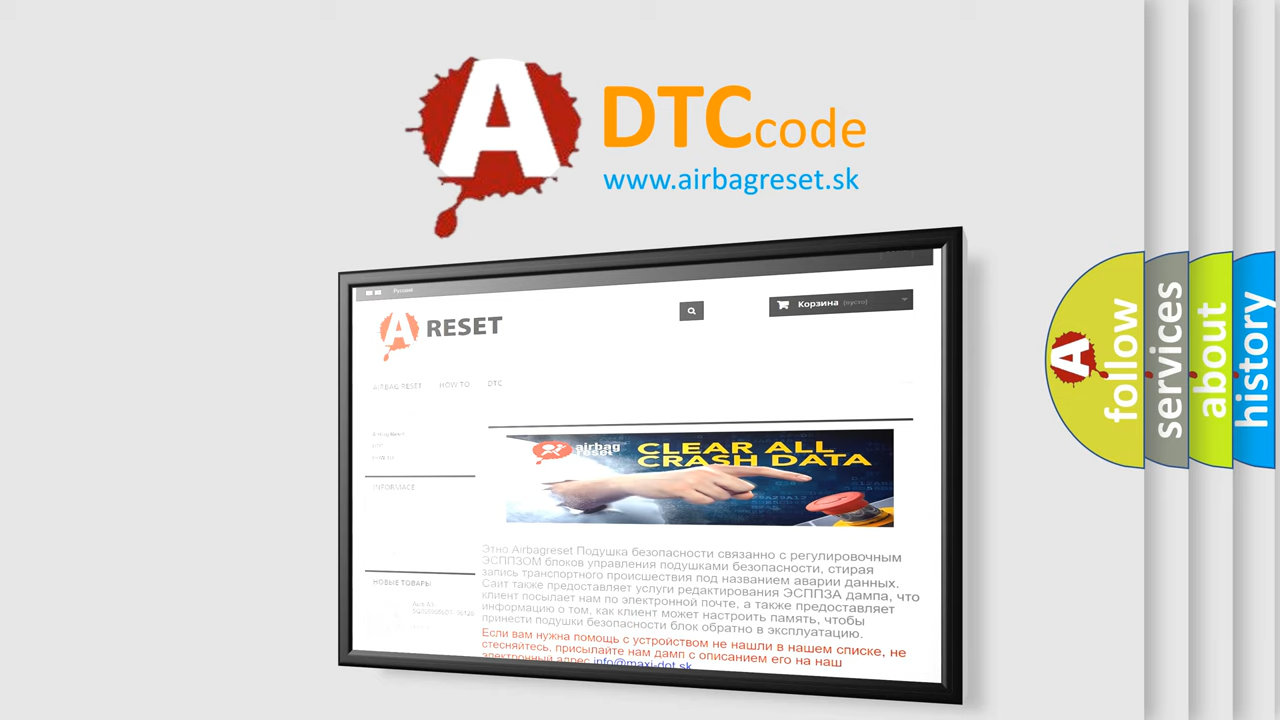 A DTCcode
www.airbagreset.sk
Русский
A RESET
Корзина (пусто)
AIRBAG RESET HOW TO DTC
HOW TO
INFORMACE
airbag
reset
CLEAR ALL
CRASH DATA
НОВЫЕ ТОВАРЫ
Этно Airbagreset Подушка безопасности связанно с регулировочным
ЭСППЗОМ блоков управления подушками безопасности, стирая
запись транспортного происшествия под названием аварии данных.
Сайт также предоставляет услуги редактирования ЭСППЗА дампа, что
клиент посылает нам по электронной почте, а также предоставляет
информацию о том, как клиент может настроить память, чтобы
принести подушки безопасности блок обратно в эксплуатацию.
Если вам нужна помощь с устройством не нашли в нашем списке, не
стесняйтесь, присылайте нам дамп с описанием его на наш
электронный адрес info@maxi-dot.sk
A
follow
services
about
history